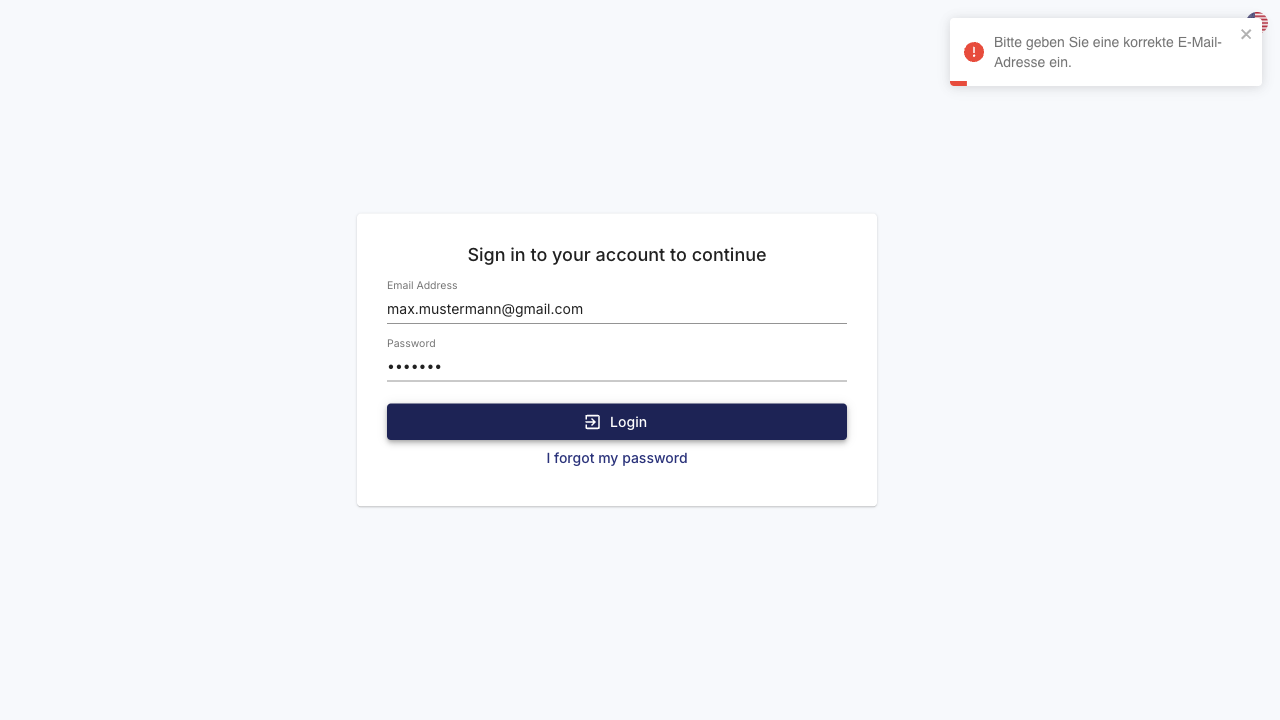 Bitte geben Sie eine korrekte E-Mail-
Adresse ein.
Sign in to your account to continue
Email Address
max.mustermann@gmail.com
Password
•••••••
Login
I forgot my password